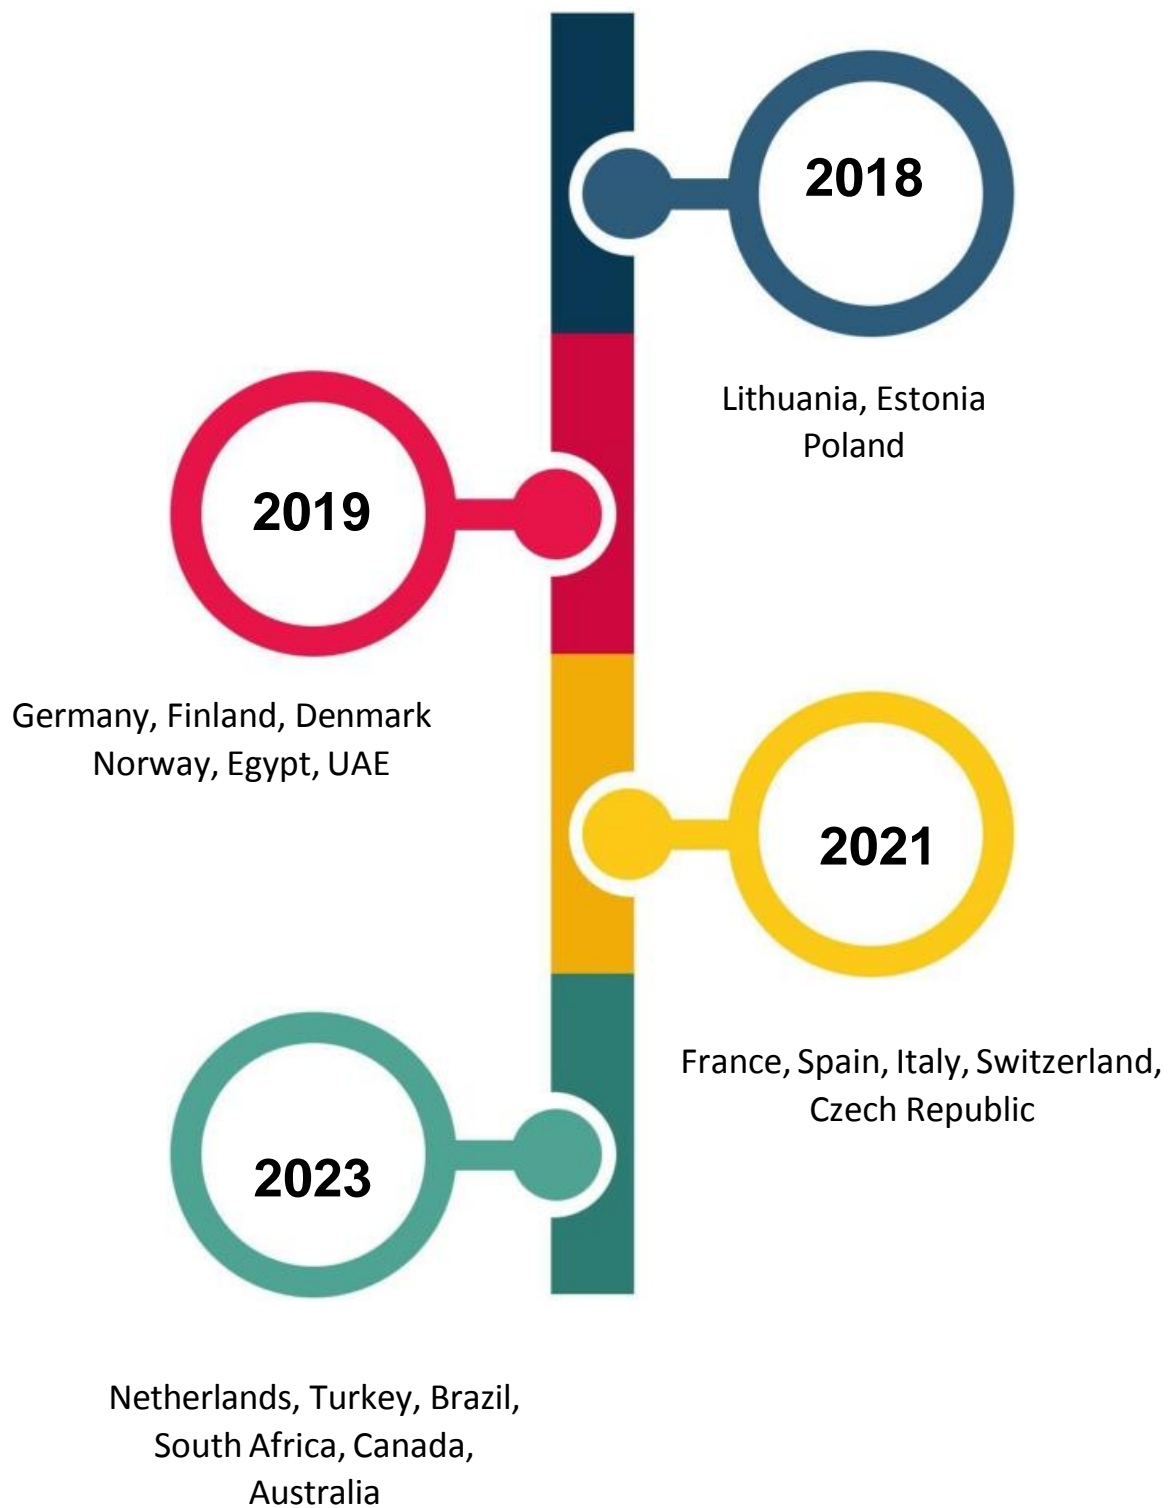 2018
Lithuania, Estonia
Poland
2019
Germany, Finland, Denmark
Norway, Egypt, UAE
2021
France, Spain, Italy, Switzerland,
Czech Republic
2023
Netherlands, Turkey, Brazil,
South Africa, Canada,
Australia